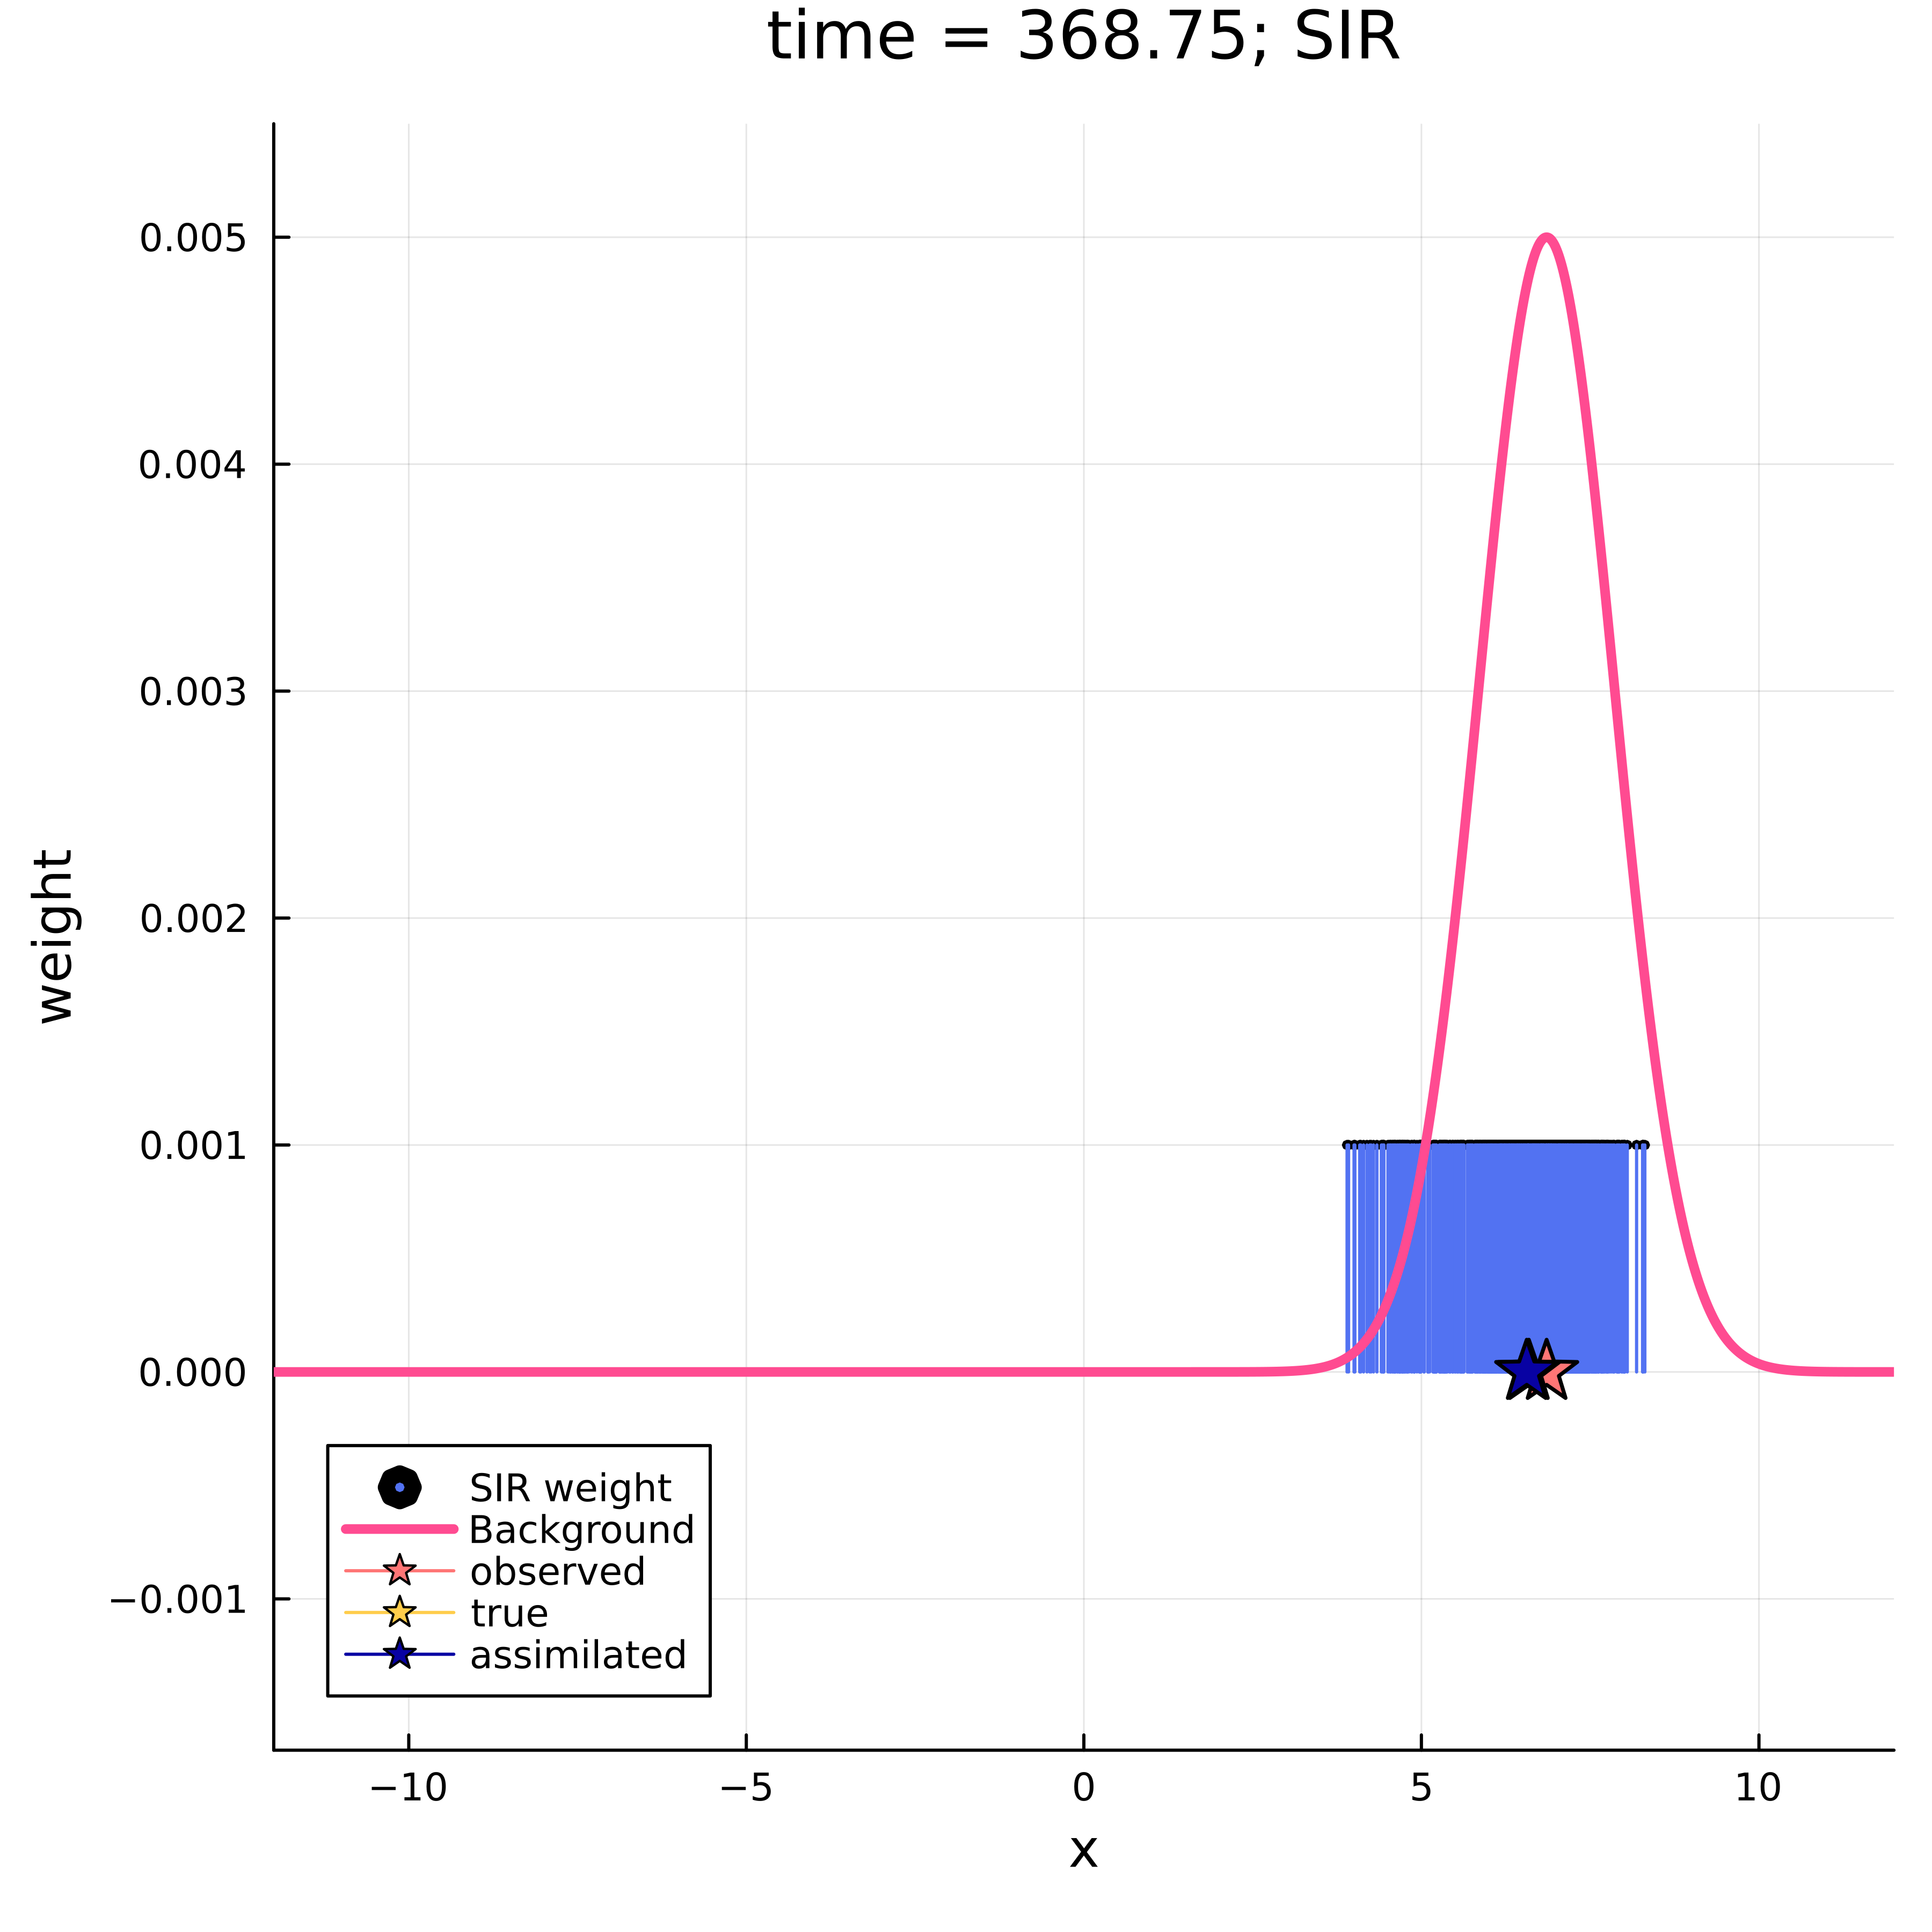 time = 368.75; SIR
0.005
0.004
0.003
0.002
0.001
0.000
−0.001
weight
SIR weight
Background
observed
true
assimilated
−10
−5
0
5
10
x